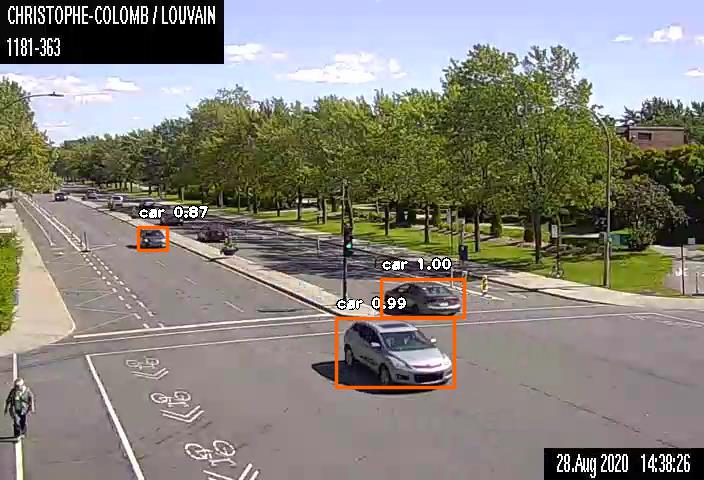 CHRISTOPHE-COLOMB / LOUVAIN
1181-363
car 0.87
car 1.00
car 0.99
28.Aug 2020 14:38:26